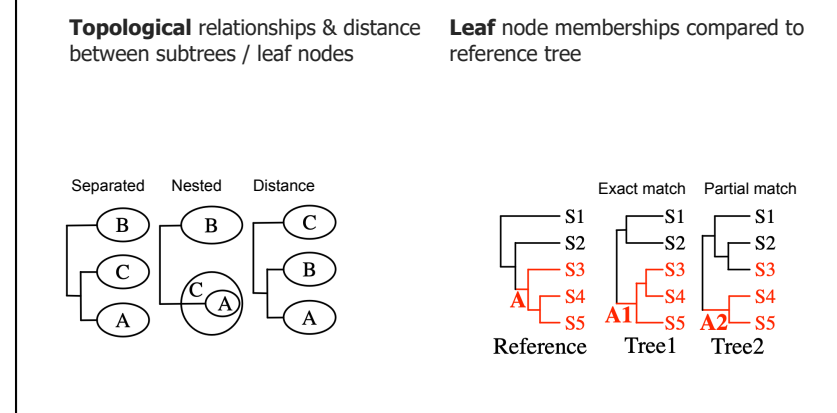 Topological relationships & distance
between subtrees / leaf nodes
Leaf node memberships compared to
reference tree
Separated
Nested
Distance
B
C
A
B
C
A
C
B
A
Exact match
Partial match
S1
S2
S3
S4
S5
A
Reference
S1
S2
S3
S4
S5
A1
Tree1
S1
S2
S3
S4
S5
A2
Tree2